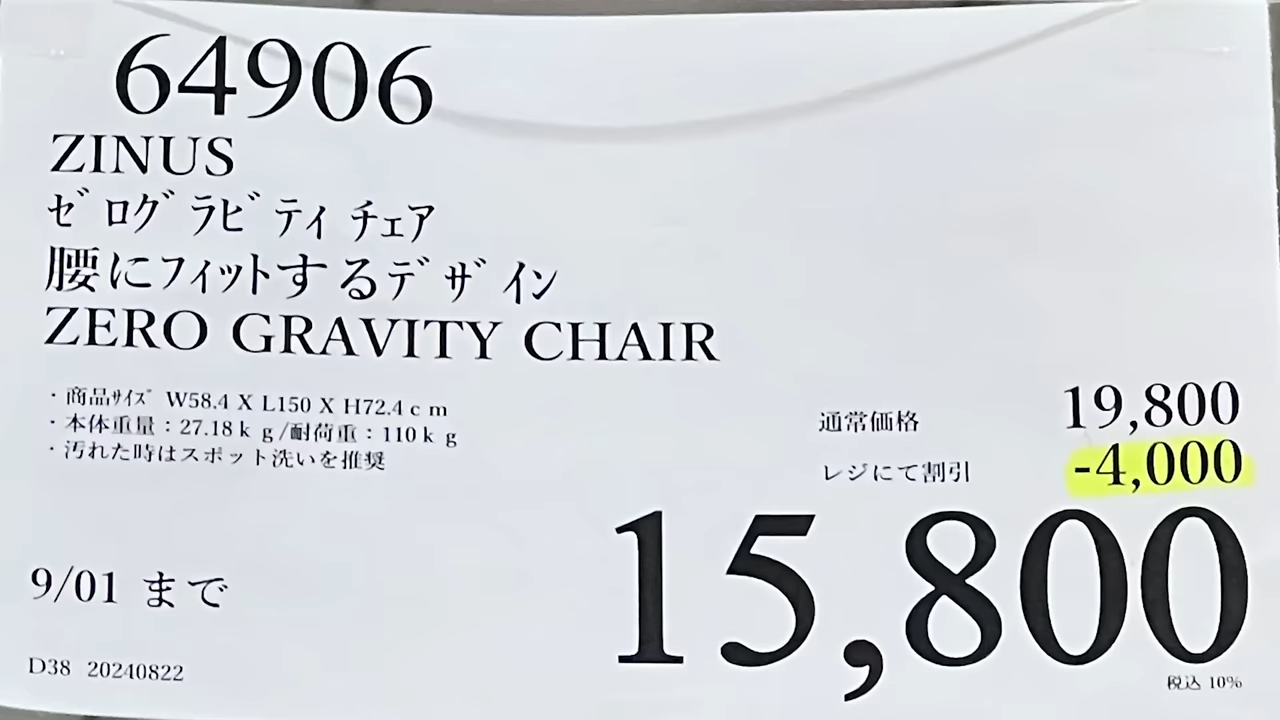 64906
ZINUS
ｾﾞﾛｸﾞﾗﾋﾞﾃｨ ﾁｪｱ
腰にﾌｨｯﾄするﾃﾞｻﾞｲﾝ
ZERO GRAVITY CHAIR
・商品ｻｲｽﾞ W58.4 X L150 X H72.4ｃｍ
・本体重量：27.18ｋｇ/耐荷重：110ｋｇ
・汚れた時はスポット洗いを推奨
通常価格 19,800
レジにて割引 -4,000
15,800
税込 10%
9/01 まで
D38 20240822